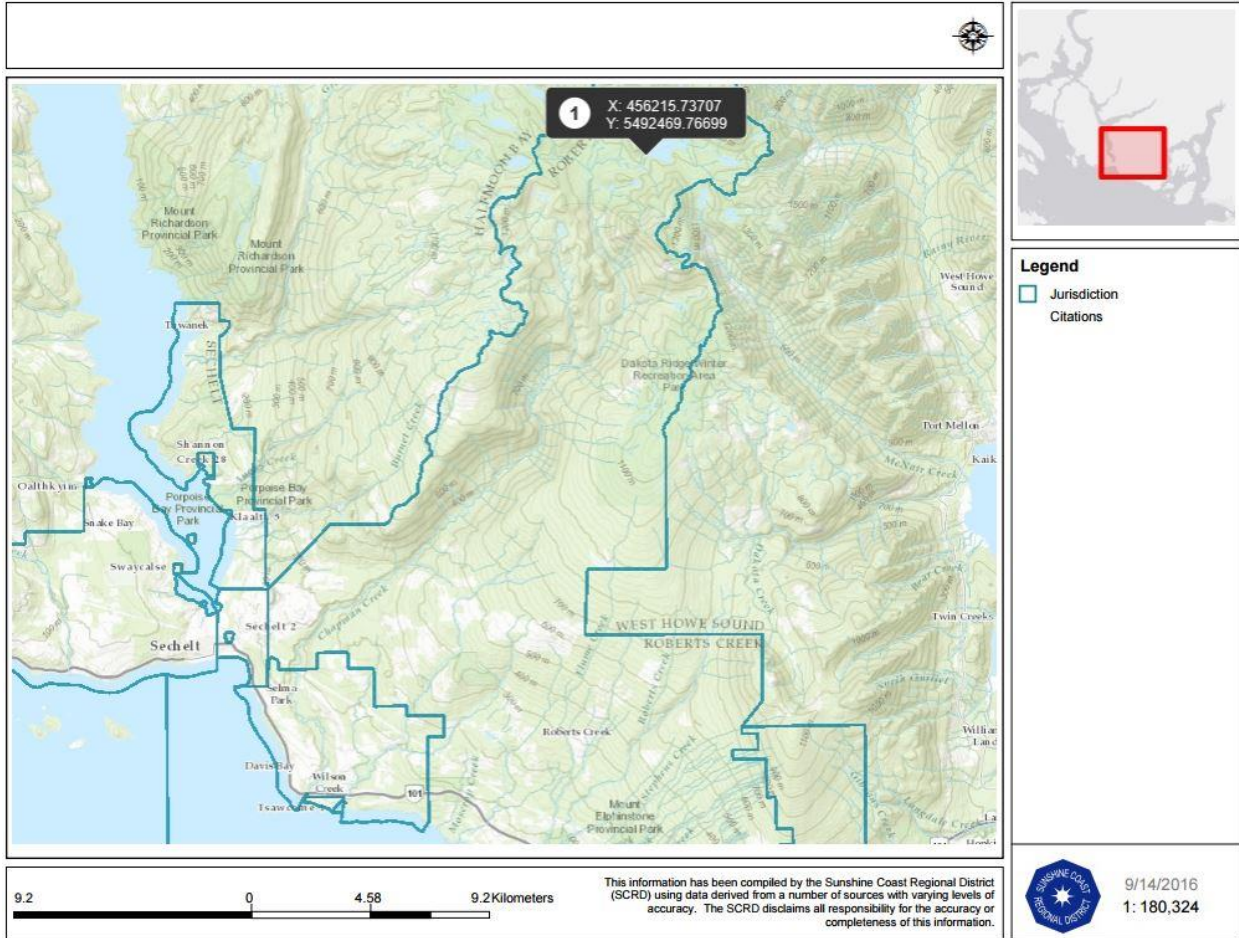 1
X: 456215.73707
Y: 5492469.76699
HALFMOON BAY
Mount
Richardson
Provincial Park
Mount
Richardson
Provincial Park
West Howe
Sound
Tuwanek
SECHELT
Dakota Ridge Winter
Recreation Area
Park
Burnet Creek
Port Mellon
McNair Creek
Shannon
Creek 28
Oalthkyim
Porpoise
Bay Provincial
Park
Porpoise Bay
Provincial Park
Snake Bay
Swaycalse
Dakota Creek
Bear Creek
Chapman Creek
Twin Creeks
Sechelt
Sechelt 2
WEST HOWE SOUND
ROBERTS CREEK
Flume Creek
Roberts Creek
Selma
Park
Roberts Creek
Davis Bay
Wilson
Creek
101
Stephens Creek
Mount
Elphinstone
Provincial Park
Langdale Creek
Legend
Jurisdiction
Citations
9.2
0
4.58
9.2Kilometers
This information has been compiled by the Sunshine Coast Regional District
(SCRD) using data derived from a number of sources with varying levels of
accuracy. The SCRD disclaims all responsibility for the accuracy or
completeness of this information.
SUNSHINE COAST
REGIONAL DISTRICT
9/14/2016
1: 180,324